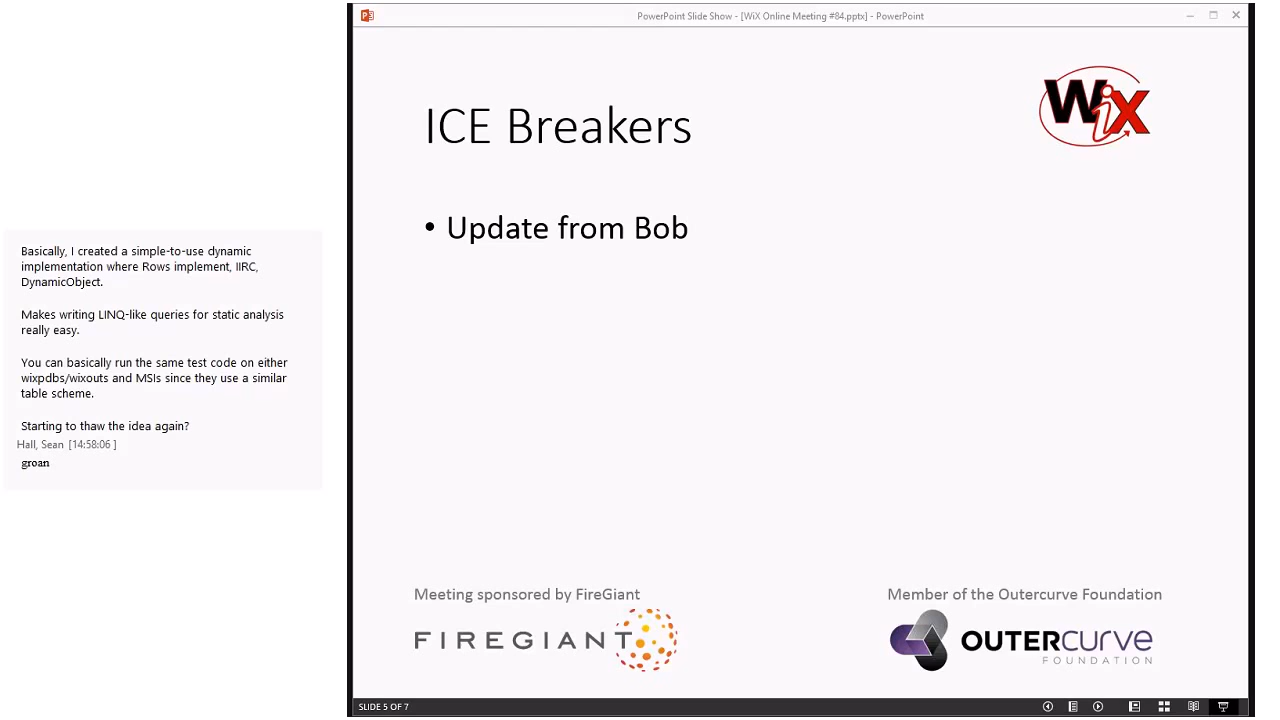 PowerPoint Slide Show - [WiX Online Meeting #84.pptx] - PowerPoint
Basically, I created a simple-to-use dynamic
implementation where Rows implement, IIRC,
DynamicObject.
Makes writing LINQ-like queries for static analysis
really easy.
You can basically run the same test code on either
wixpdbs/wixouts and MSIs since they use a similar
table scheme.
Starting to thaw the idea again?
Hall, Sean [14:58:06 ]
groan
ICE Breakers
WiX
• Update from Bob
Meeting sponsored by FireGiant
FIREGIANT
Member of the Outercurve Foundation
OUTERCURVE
FOUNDATION
SLIDE 5 OF 7